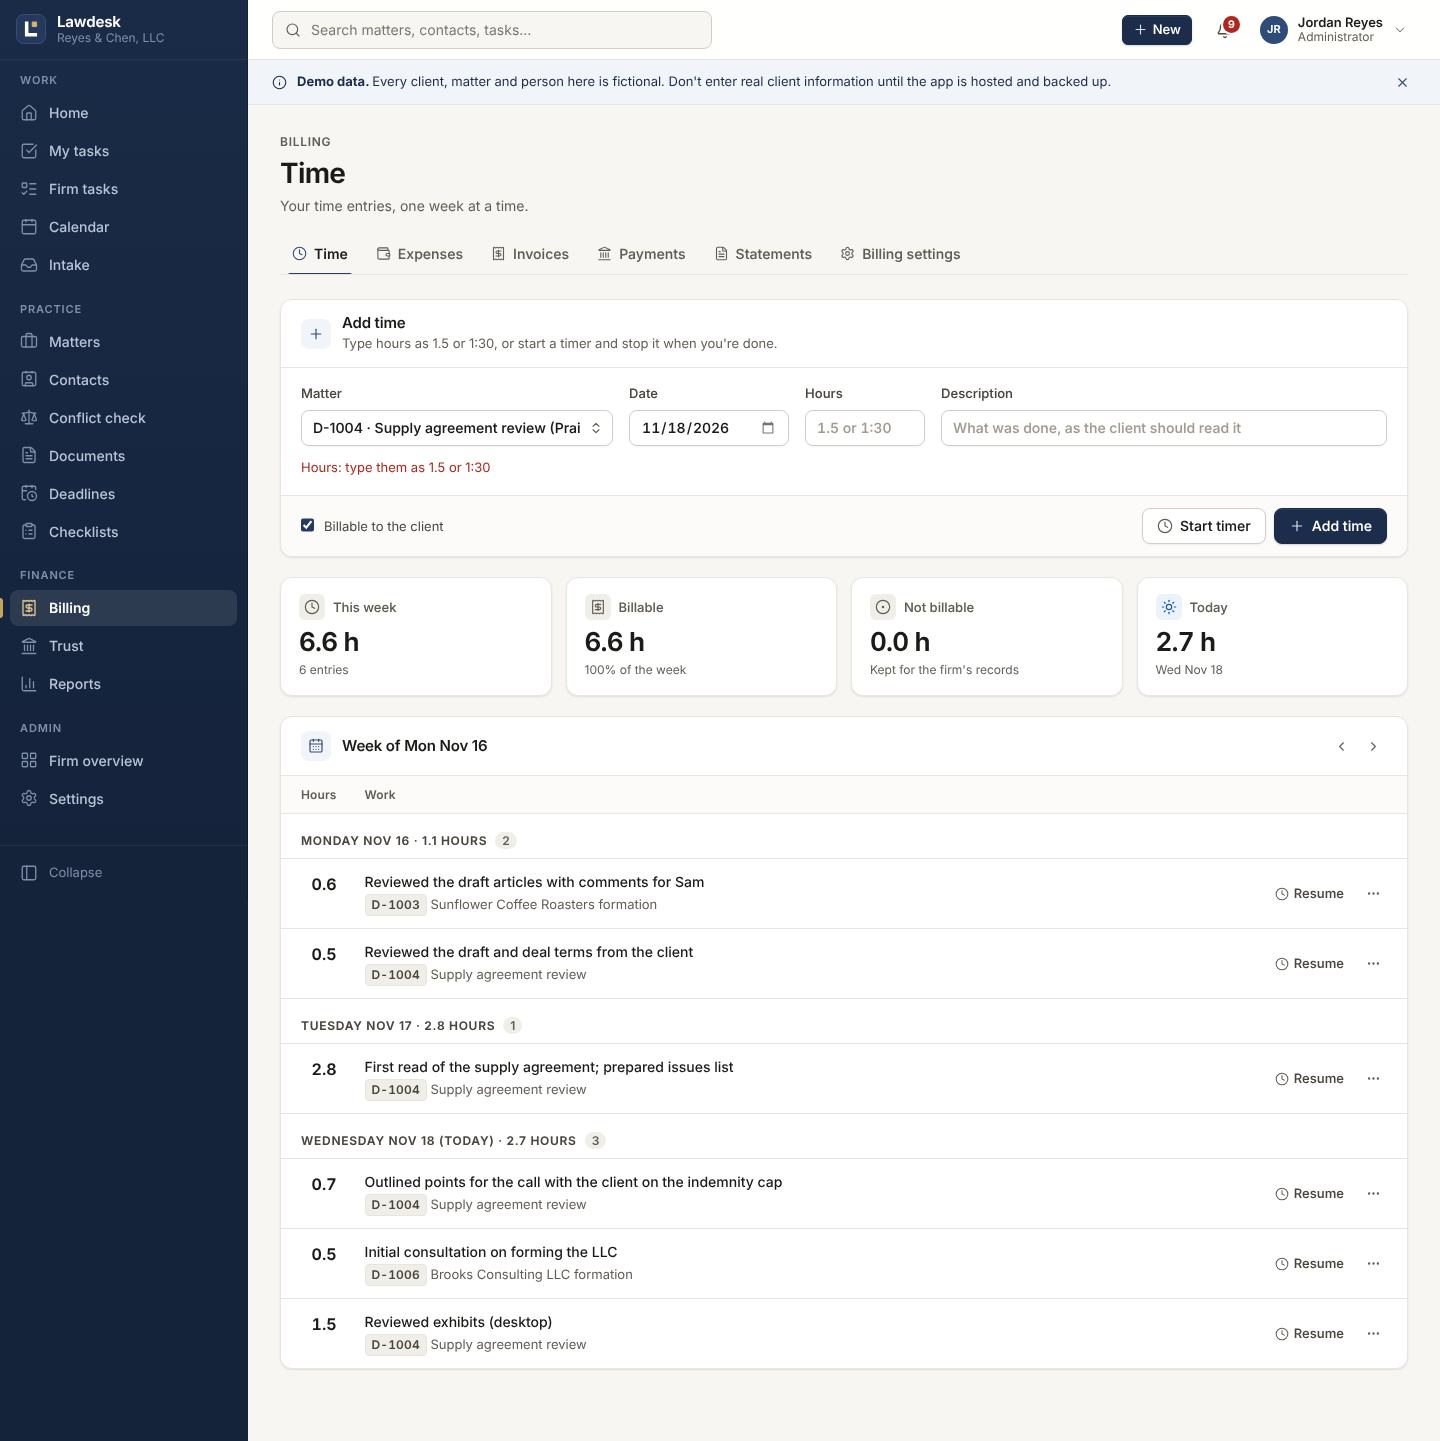 Lawdesk
Reyes & Chen, LLC
Search matters, contacts, tasks...
New
9
JR
Jordan Reyes
Administrator
Demo data. Every client, matter and person here is fictional. Don't enter real client information until the app is hosted and backed up.
WORK
Home
My tasks
Firm tasks
Calendar
Intake
PRACTICE
Matters
Contacts
Conflict check
Documents
Deadlines
Checklists
FINANCE
Billing
Trust
Reports
ADMIN
Firm overview
Settings
Collapse
BILLING
Time
Your time entries, one week at a time.
Time Expenses Invoices Payments Statements Billing settings
Add time
Type hours as 1.5 or 1:30, or start a timer and stop it when you're done.
Matter Date Hours Description
D-1004 · Supply agreement review (Prai 11/18/2026 1.5 or 1:30 What was done, as the client should read it
Hours: type them as 1.5 or 1:30
Billable to the client Start timer Add time
This week
6.6 h
6 entries
Billable
6.6 h
100% of the week
Not billable
0.0 h
Kept for the firm's records
Today
2.7 h
Wed Nov 18
Week of Mon Nov 16
Hours Work
MONDAY NOV 16 · 1.1 HOURS 2
0.6 Reviewed the draft articles with comments for Sam
D-1003 Sunflower Coffee Roasters formation
Resume
0.5 Reviewed the draft and deal terms from the client
D-1004 Supply agreement review
Resume
TUESDAY NOV 17 · 2.8 HOURS 1
2.8 First read of the supply agreement; prepared issues list
D-1004 Supply agreement review
Resume
WEDNESDAY NOV 18 (TODAY) · 2.7 HOURS 3
0.7 Outlined points for the call with the client on the indemnity cap
D-1004 Supply agreement review
Resume
0.5 Initial consultation on forming the LLC
D-1006 Brooks Consulting LLC formation
Resume
1.5 Reviewed exhibits (desktop)
D-1004 Supply agreement review
Resume